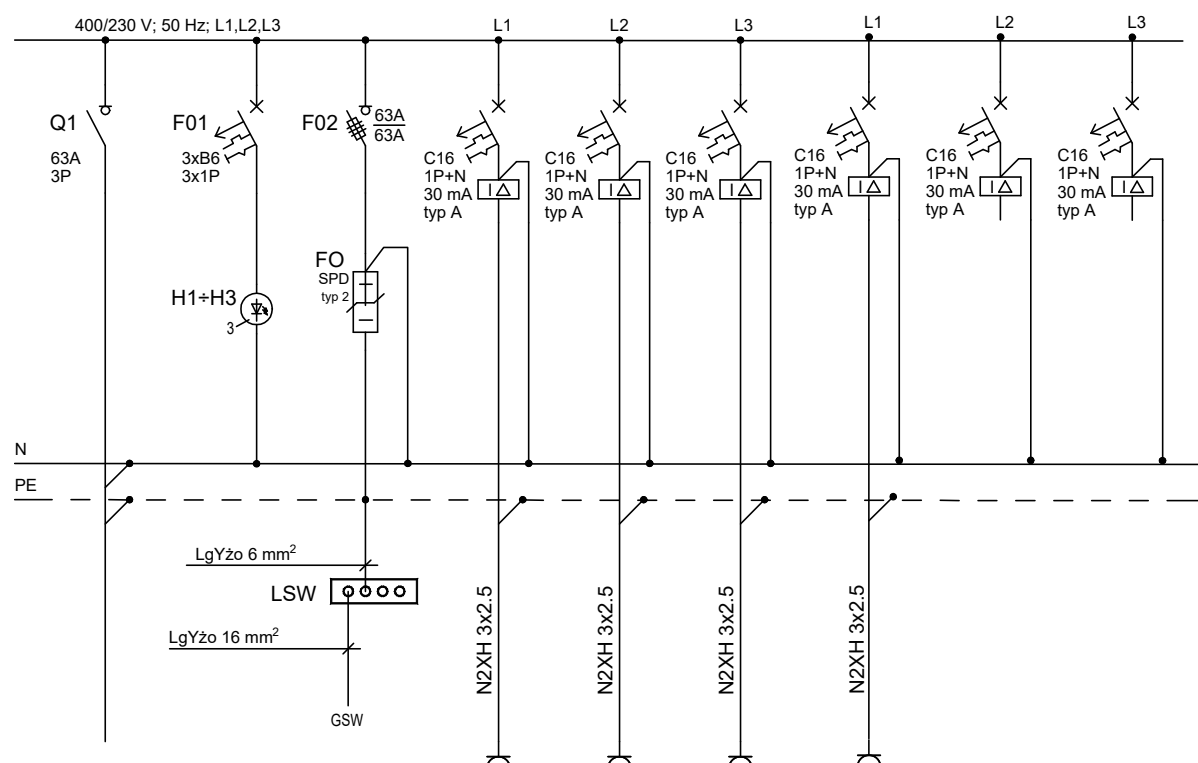 400/230 V; 50 Hz; L1,L2,L3
L1
L2
L3
L1
L2
L3
Q1
63A
3P
F01
3xB6
3x1P
F02
63A
63A
C16
1P+N
30 mA
typ A
C16
1P+N
30 mA
typ A
C16
1P+N
30 mA
typ A
C16
1P+N
30 mA
typ A
C16
1P+N
30 mA
typ A
C16
1P+N
30 mA
typ A
I Δ
I Δ
I Δ
I Δ
I Δ
I Δ
H1÷H3
3
FO
SPD
typ 2
N
PE
LgYżo 6 mm²
LSW
LgYżo 16 mm²
GSW
N2XH 3x2.5
N2XH 3x2.5
N2XH 3x2.5
N2XH 3x2.5